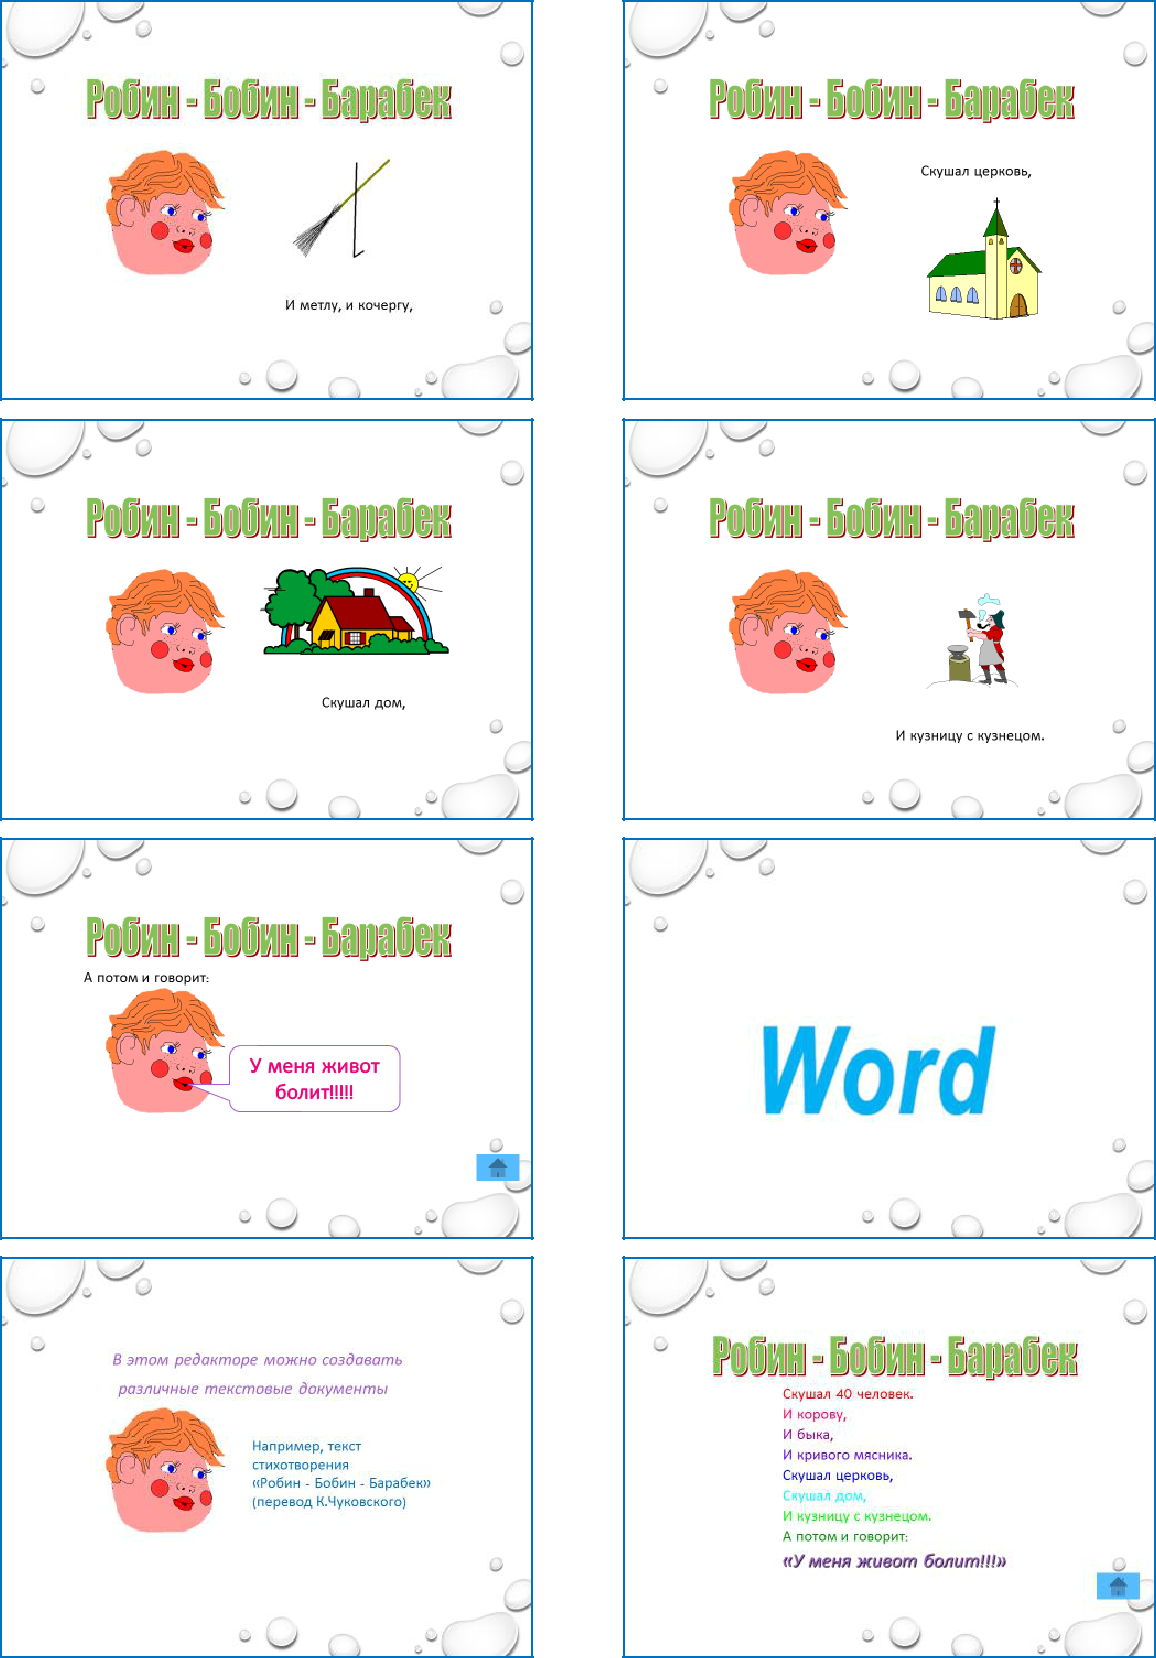 Робин - Бобин - Барабек
И метлу, и кочергу,
Робин - Бобин - Барабек
Скушал церковь,
Робин - Бобин - Барабек
Скушал дом,
Робин - Бобин - Барабек
И кузницу с кузнецом.
Робин - Бобин - Барабек
А потом и говорит:
У меня живот
болит!!!!!
Word
В этом редакторе можно создавать
различные текстовые документы
Например, текст
стихотворения
«Робин - Бобин - Барабек»
(перевод К.Чуковского)
Робин - Бобин - Барабек
Скушал 40 человек.
И корову,
И быка,
И кривого мясника.
Скушал церковь,
Скушал дом,
И кузницу с кузнецом.
А потом и говорит:
«У меня живот болит!!!»